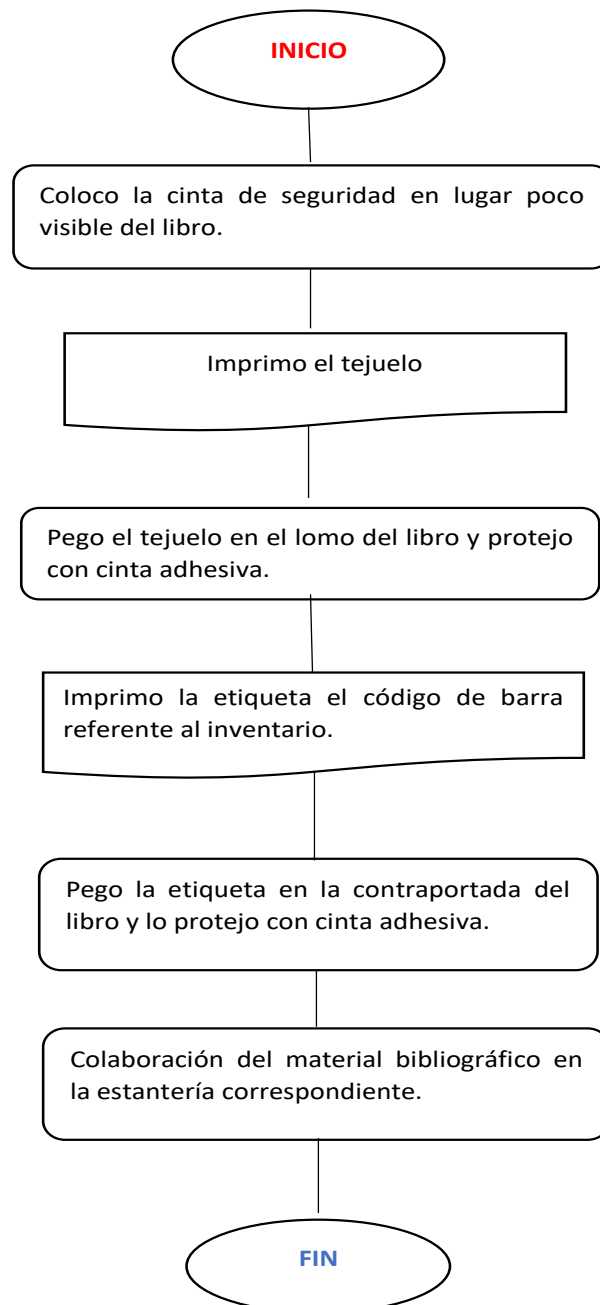 INICIO
Coloco la cinta de seguridad en lugar poco
visible del libro.
Imprimo el tejuelo
Pego el tejuelo en el lomo del libro y protejo
con cinta adhesiva.
Imprimo la etiqueta el código de barra
referente al inventario.
Pego la etiqueta en la contraportada del
libro y lo protejo con cinta adhesiva.
Colaboración del material bibliográfico en
la estantería correspondiente.
FIN